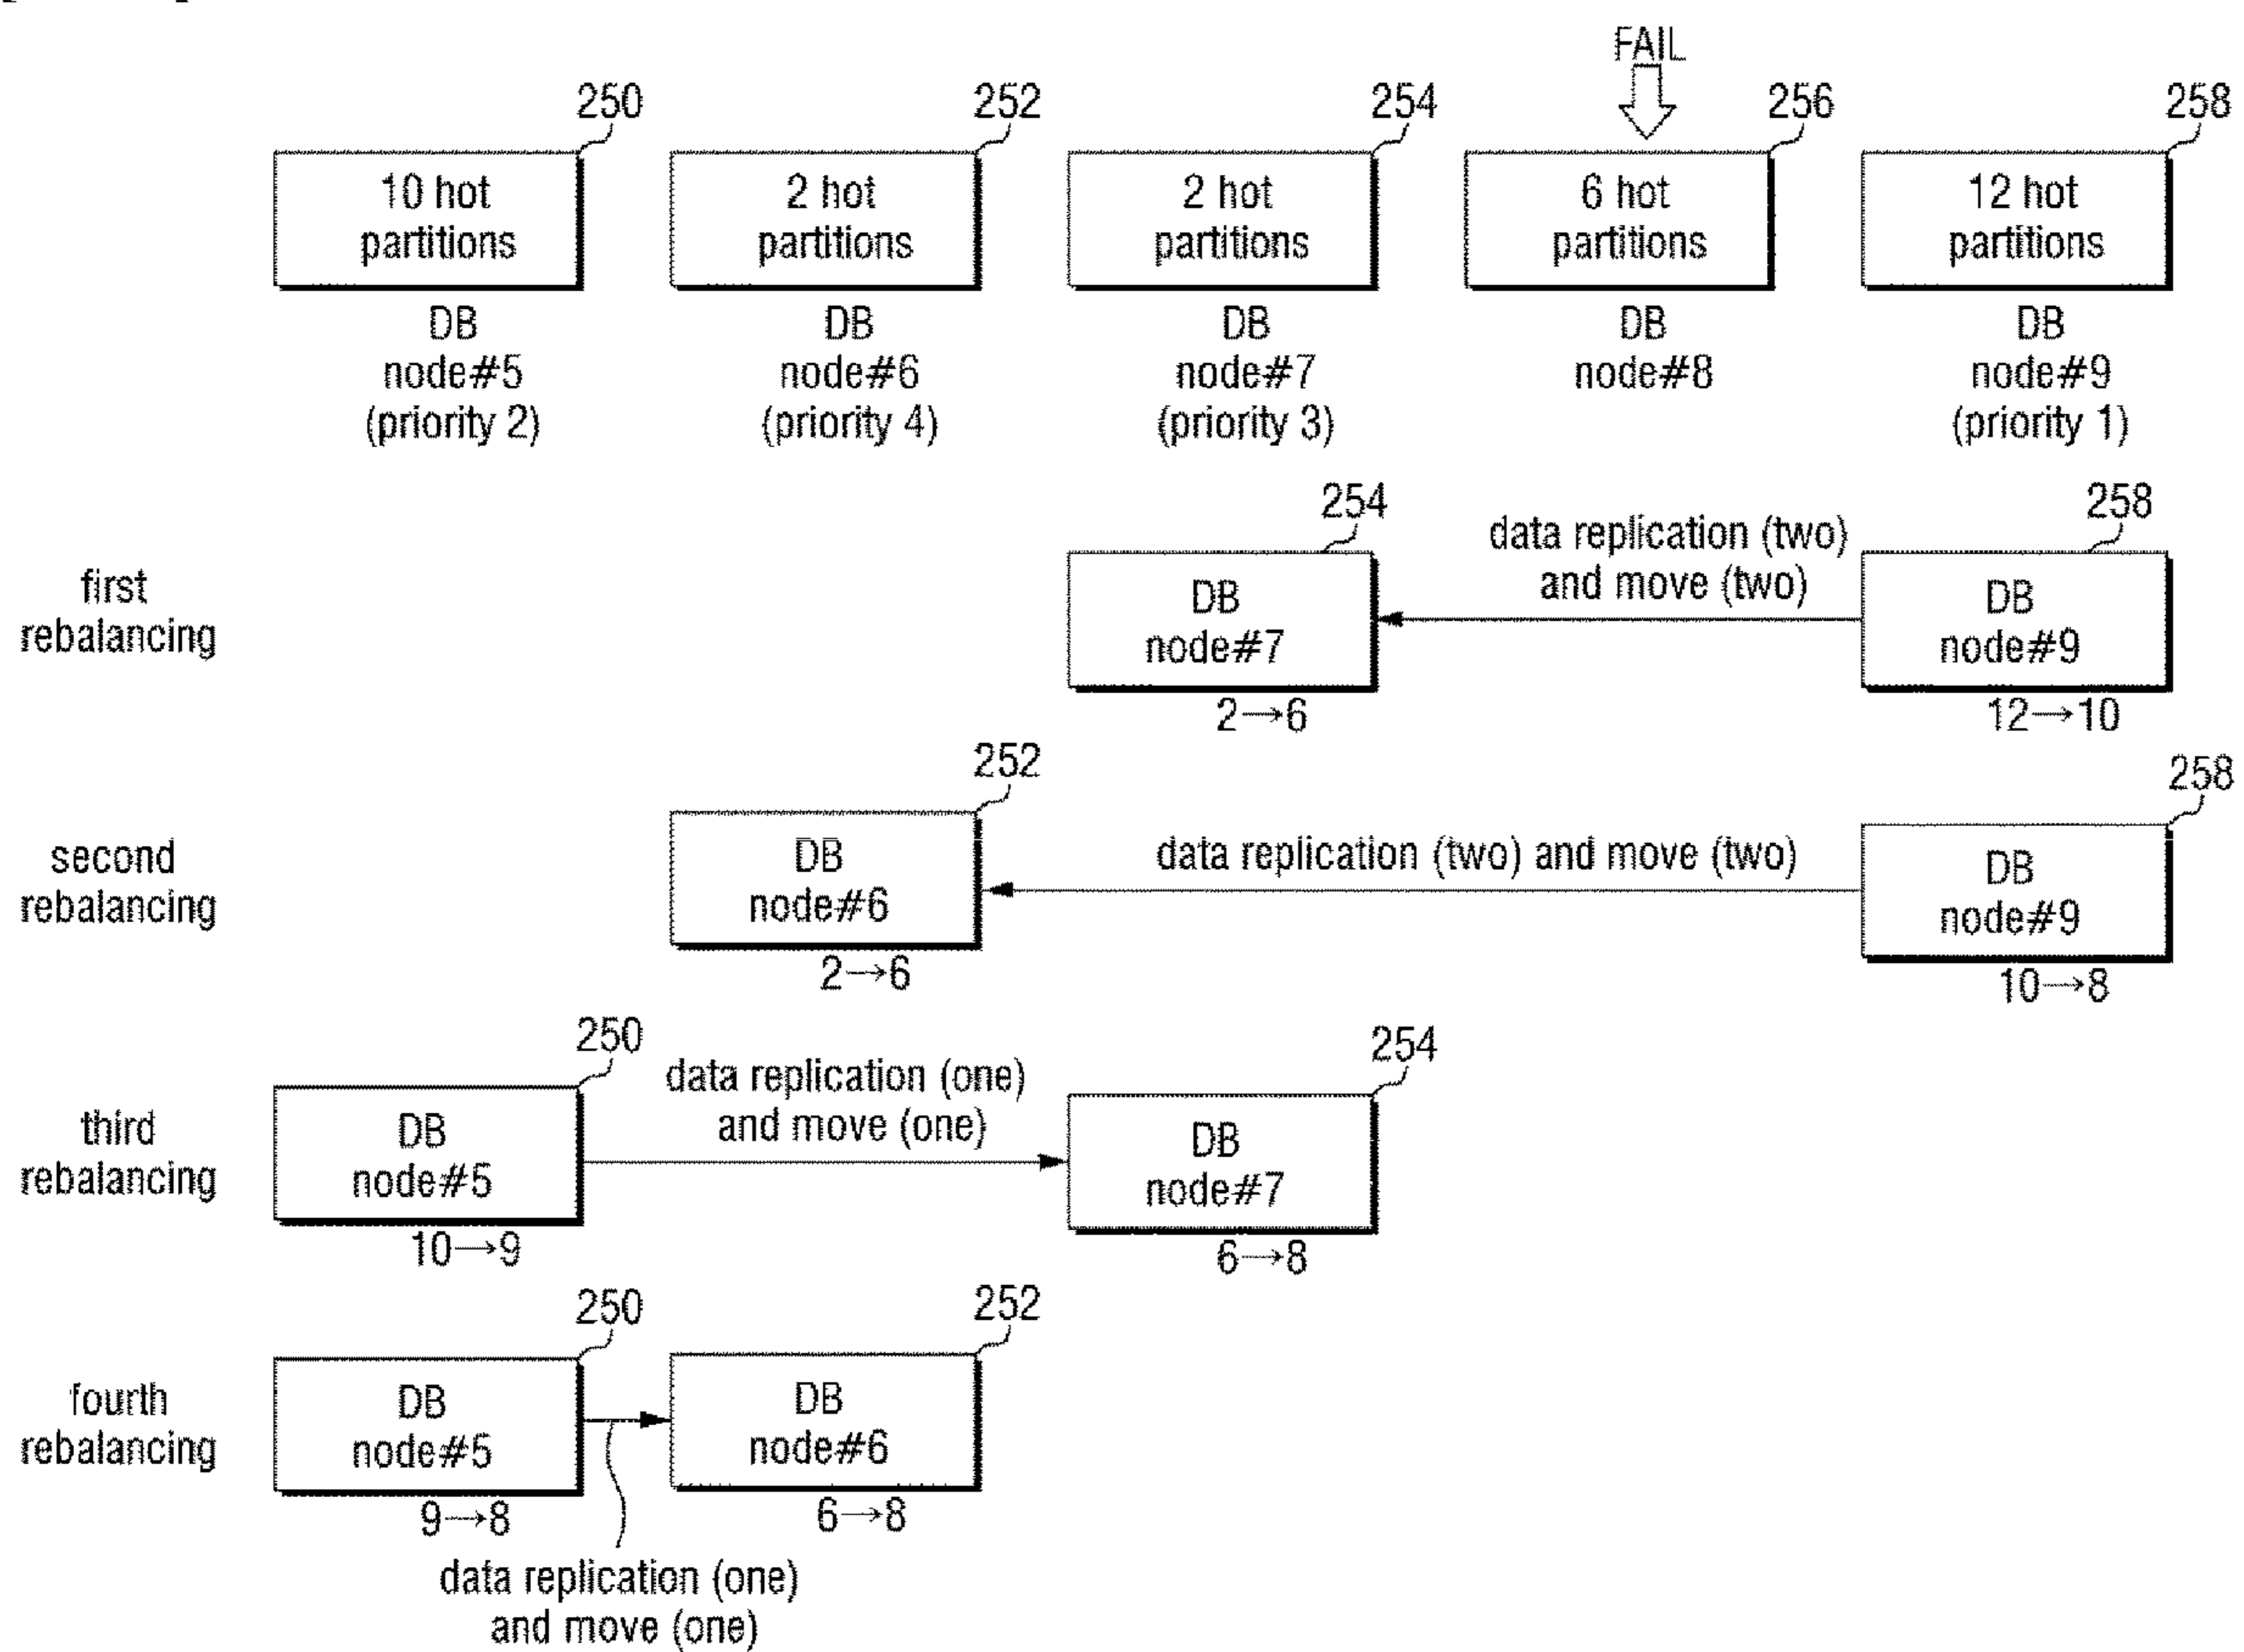 FAIL
250
252
254
256
258
10 hot
partitions
2 hot
partitions
2 hot
partitions
6 hot
partitions
12 hot
partitions
DB
node#5
(priority 2)
DB
node#6
(priority 4)
DB
node#7
(priority 3)
DB
node#8
DB
node#9
(priority 1)
first
rebalancing
254
DB
node#7
2→6
data replication (two)
and move (two)
258
DB
node#9
12→10
second
rebalancing
252
DB
node#6
2→6
data replication (two) and move (two)
258
DB
node#9
10→8
third
rebalancing
250
DB
node#5
10→9
data replication (one)
and move (one)
254
DB
node#7
6→8
fourth
rebalancing
250
DB
node#5
9→8
252
DB
node#6
6→8
data replication (one)
and move (one)